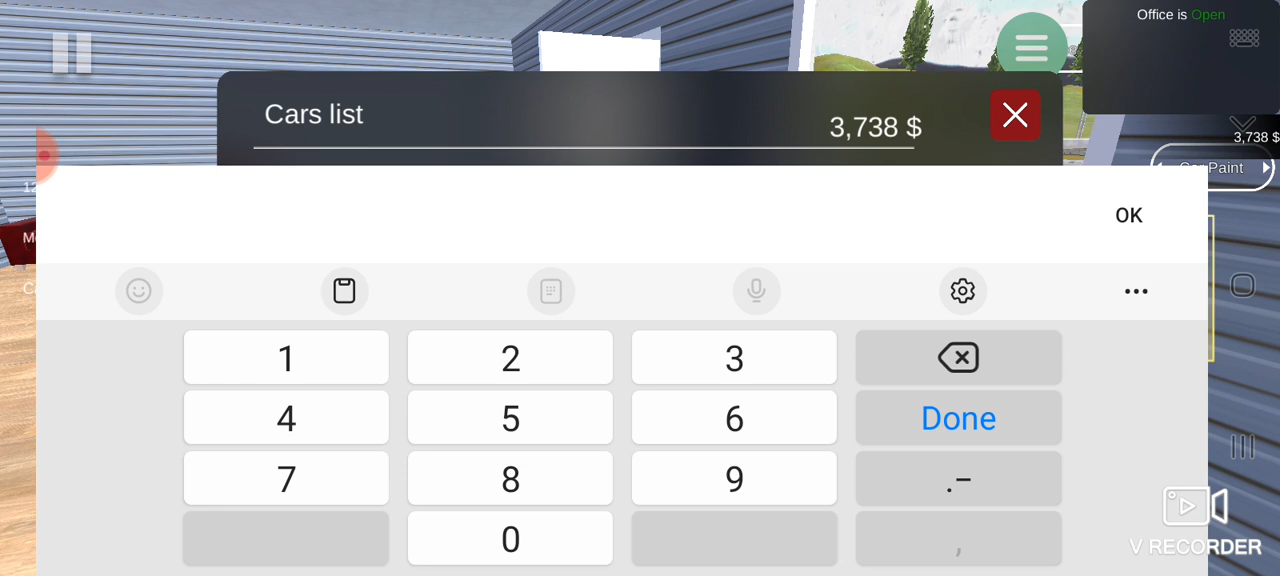 Office is Open
Cars list
3,738 $
3,738 $
Paint
OK
1 2 3
4 5 6 Done
7 8 9 .-
0 ,
V RECORDER